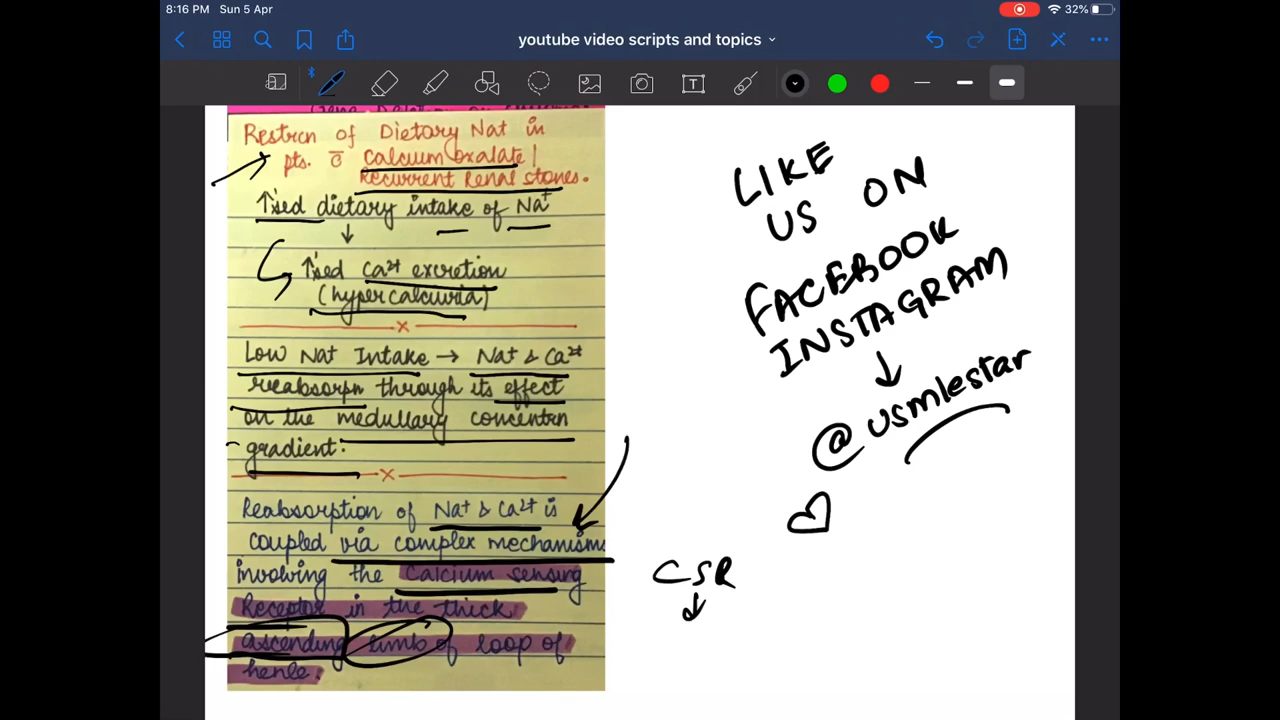 8:16 PM Sun 5 Apr
32%
youtube video scripts and topics
T
Restrcn of Dietary Na+ in
pts. c̄ calcium oxalate/
recurrent renal stones.
↑'sed dietary intake of Na+
↓
↑'sed Ca2+ excretion
(hypercalcuria)
x
Low Na+ Intake → Na+ & Ca2+
reabsorpn through its effect
on the medullary concentrn
gradient.
x
Reabsorption of Na+ & Ca2+ is
coupled via complex mechanisms
involving the calcium sensing
Receptor in the thick
ascending limb of loop of
henle.
LIKE
US ON
FACEBOOK
INSTAGRAM
↓
@usmlestar
CSR
↓